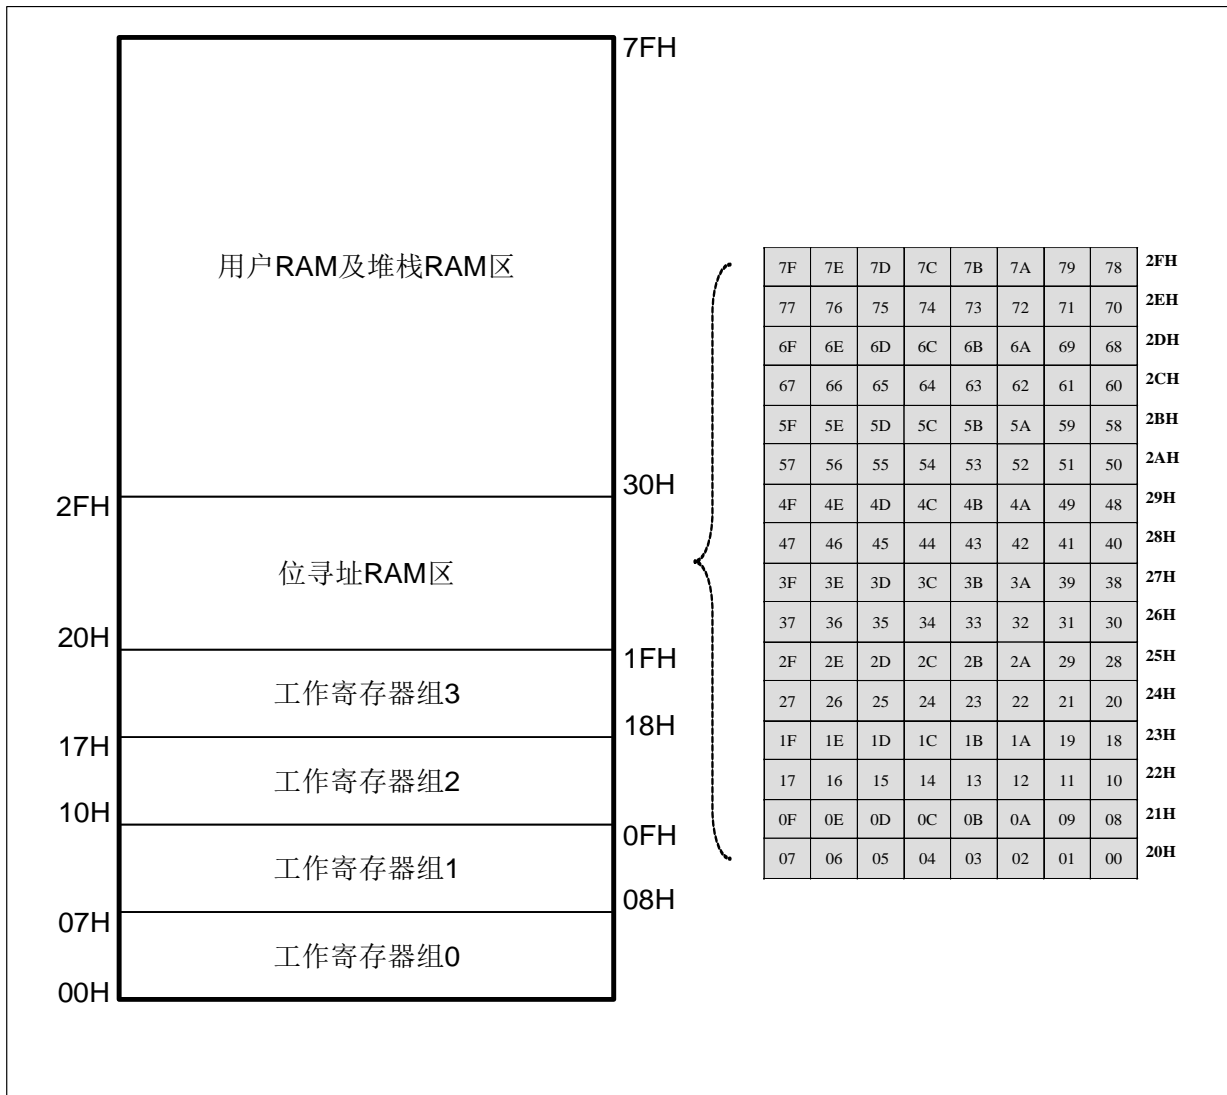 7FH
用户RAM及堆栈RAM区
30H
2FH
位寻址RAM区
20H
1FH
工作寄存器组3
18H
17H
工作寄存器组2
10H
0FH
工作寄存器组1
08H
07H
工作寄存器组0
00H
7F 7E 7D 7C 7B 7A 79 78 2FH
77 76 75 74 73 72 71 70 2EH
6F 6E 6D 6C 6B 6A 69 68 2DH
67 66 65 64 63 62 61 60 2CH
5F 5E 5D 5C 5B 5A 59 58 2BH
57 56 55 54 53 52 51 50 2AH
4F 4E 4D 4C 4B 4A 49 48 29H
47 46 45 44 43 42 41 40 28H
3F 3E 3D 3C 3B 3A 39 38 27H
37 36 35 34 33 32 31 30 26H
2F 2E 2D 2C 2B 2A 29 28 25H
27 26 25 24 23 22 21 20 24H
1F 1E 1D 1C 1B 1A 19 18 23H
17 16 15 14 13 12 11 10 22H
0F 0E 0D 0C 0B 0A 09 08 21H
07 06 05 04 03 02 01 00 20H